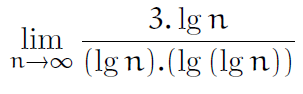 lim n→∞ 3. lg n / (lg n).(lg (lg n))